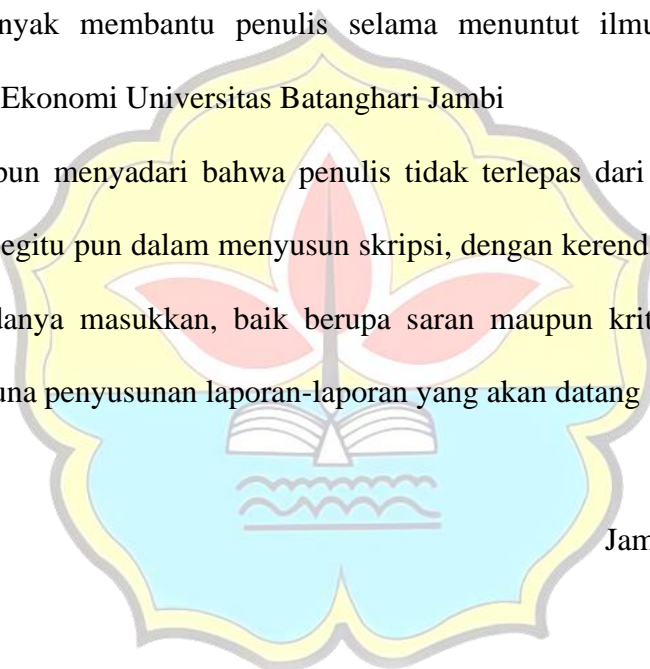 nyak membantu penulis selama menuntut ilmu
Ekonomi Universitas Batanghari Jambi
pun menyadari bahwa penulis tidak terlepas dari
egitu pun dalam menyusun skripsi, dengan kerend
danya masukkan, baik berupa saran maupun krit
una penyusunan laporan-laporan yang akan datang
Jam